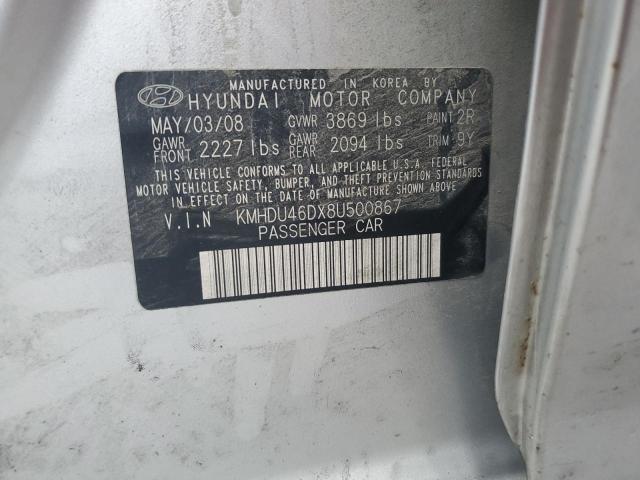 MANUFACTURED IN KOREA BY
HYUNDAI MOTOR COMPANY
MAY/03/08 GVWR 3869 lbs PAINT 2R
GAWR FRONT 2227 lbs GAWR REAR 2094 lbs TRIM 9Y
THIS VEHICLE CONFORMS TO ALL APPLICABLE U.S.A. FEDERAL
MOTOR VEHICLE SAFETY, BUMPER, AND THEFT PREVENTION STANDARDS
IN EFFECT ON THE DATE OF MANUFACTURE SHOWN ABOVE.
V.I.N KMHDU46DX8U500867
PASSENGER CAR